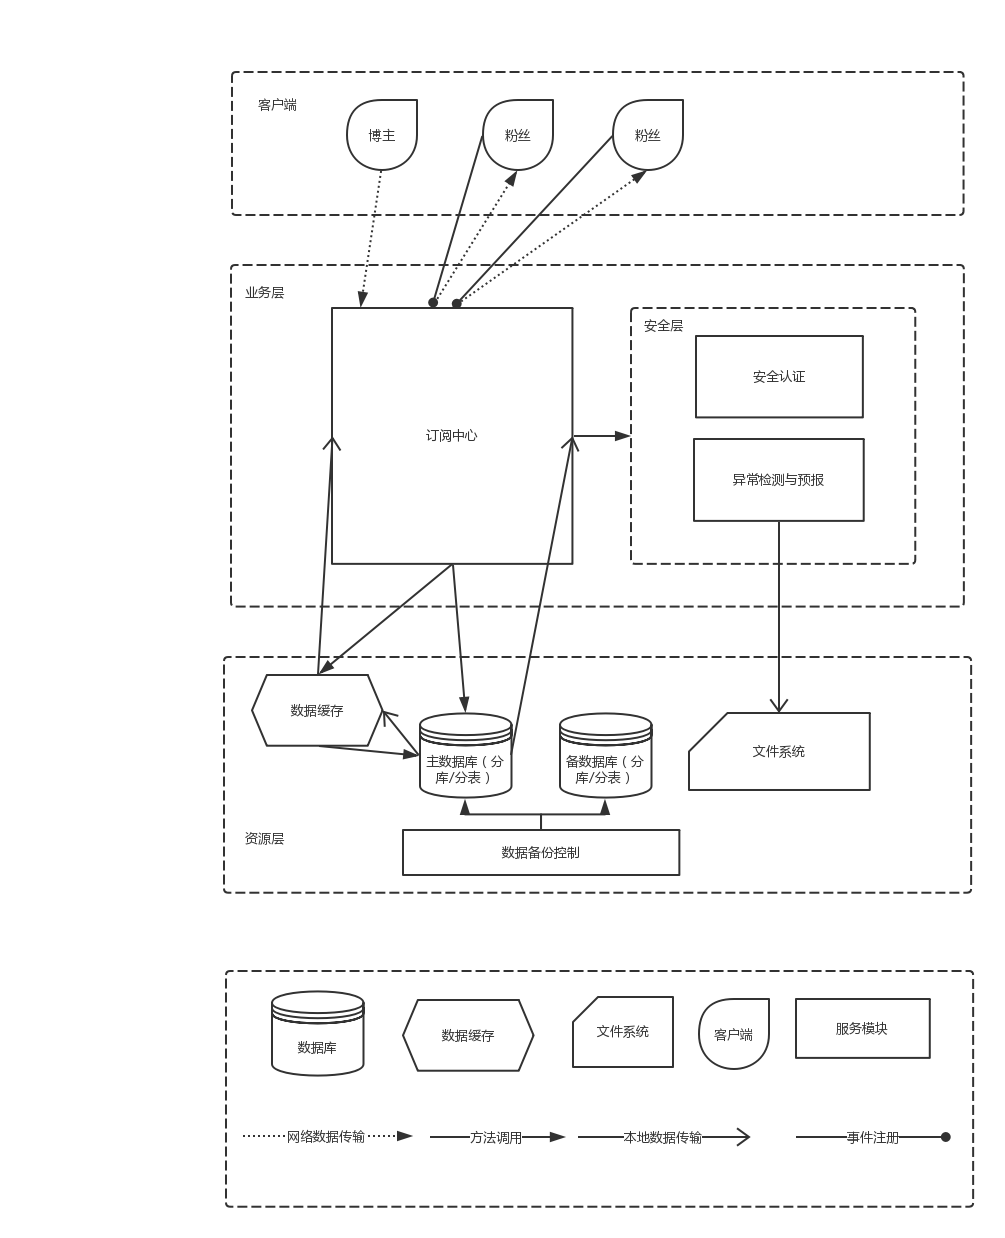 客户端
博主
粉丝
粉丝
业务层
安全层
安全认证
订阅中心
异常检测与预报
数据缓存
主数据库（分
库/分表）
备数据库（分
库/分表）
文件系统
资源层
数据备份控制
数据库
数据缓存
文件系统
客户端
服务模块
网络数据传输
方法调用
本地数据传输
事件注册